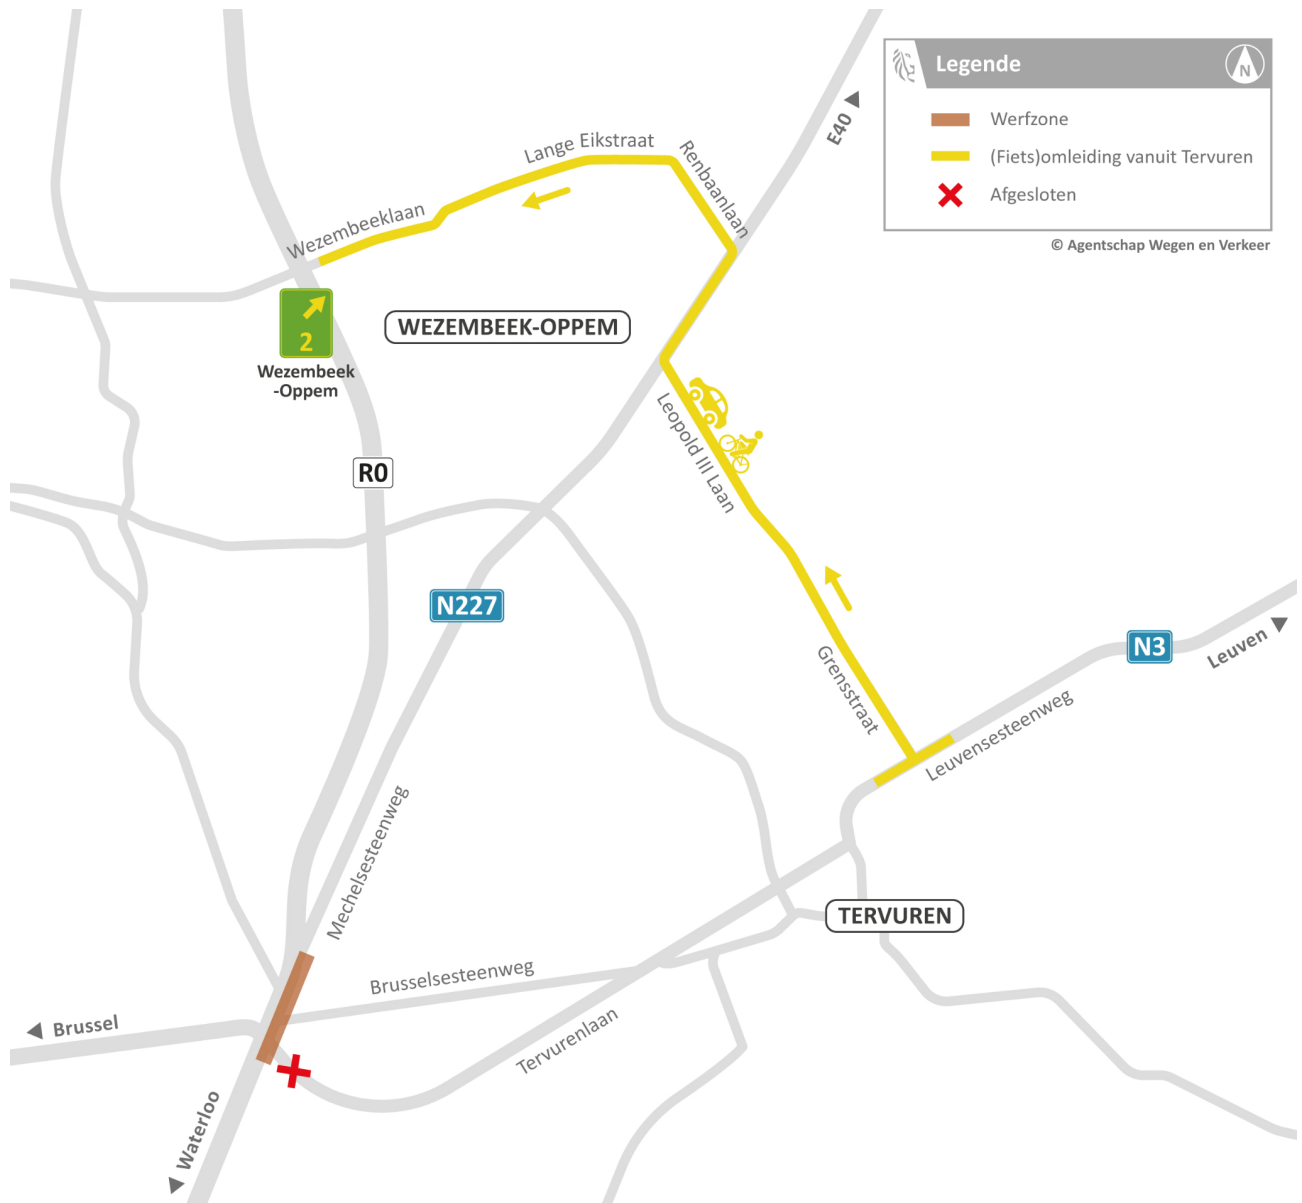 Legende
N
Werfzone
(Fiets)omleiding vanuit Tervuren
Afgesloten
© Agentschap Wegen en Verkeer
E40
Lange Eikstraat
Renbaanlaan
Wezembeeklaan
2
Wezembeek
-Oppem
WEZEMBEEK-OPPEM
Leopold III Laan
R0
N227
N3
Leuven
Grensstraat
Leuvensesteenweg
Mechelsesteenweg
TERVUREN
Brusselsesteenweg
Brussel
Tervurenlaan
Waterloo